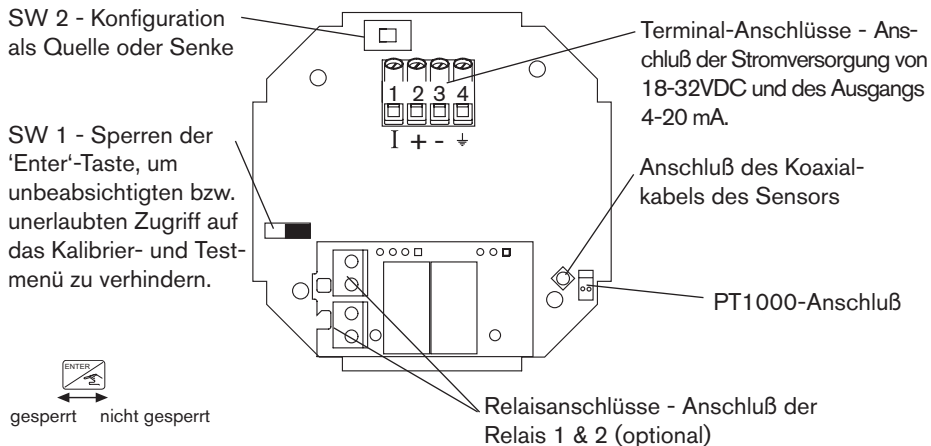 SW 2 - Konfiguration
als Quelle oder Senke
Terminal-Anschlüsse - Ans-
chluß der Stromversorgung von
18-32VDC und des Ausgangs
4-20 mA.
1 2 3 4
I + -
SW 1 - Sperren der
'Enter'-Taste, um
unbeabsichtigten bzw.
unerlaubten Zugriff auf
das Kalibrier- und Test-
menü zu verhindern.
Anschluß des Koaxial-
kabels des Sensors
PT1000-Anschluß
ENTER
gesperrt nicht gesperrt
Relaisanschlüsse - Anschluß der
Relais 1 & 2 (optional)